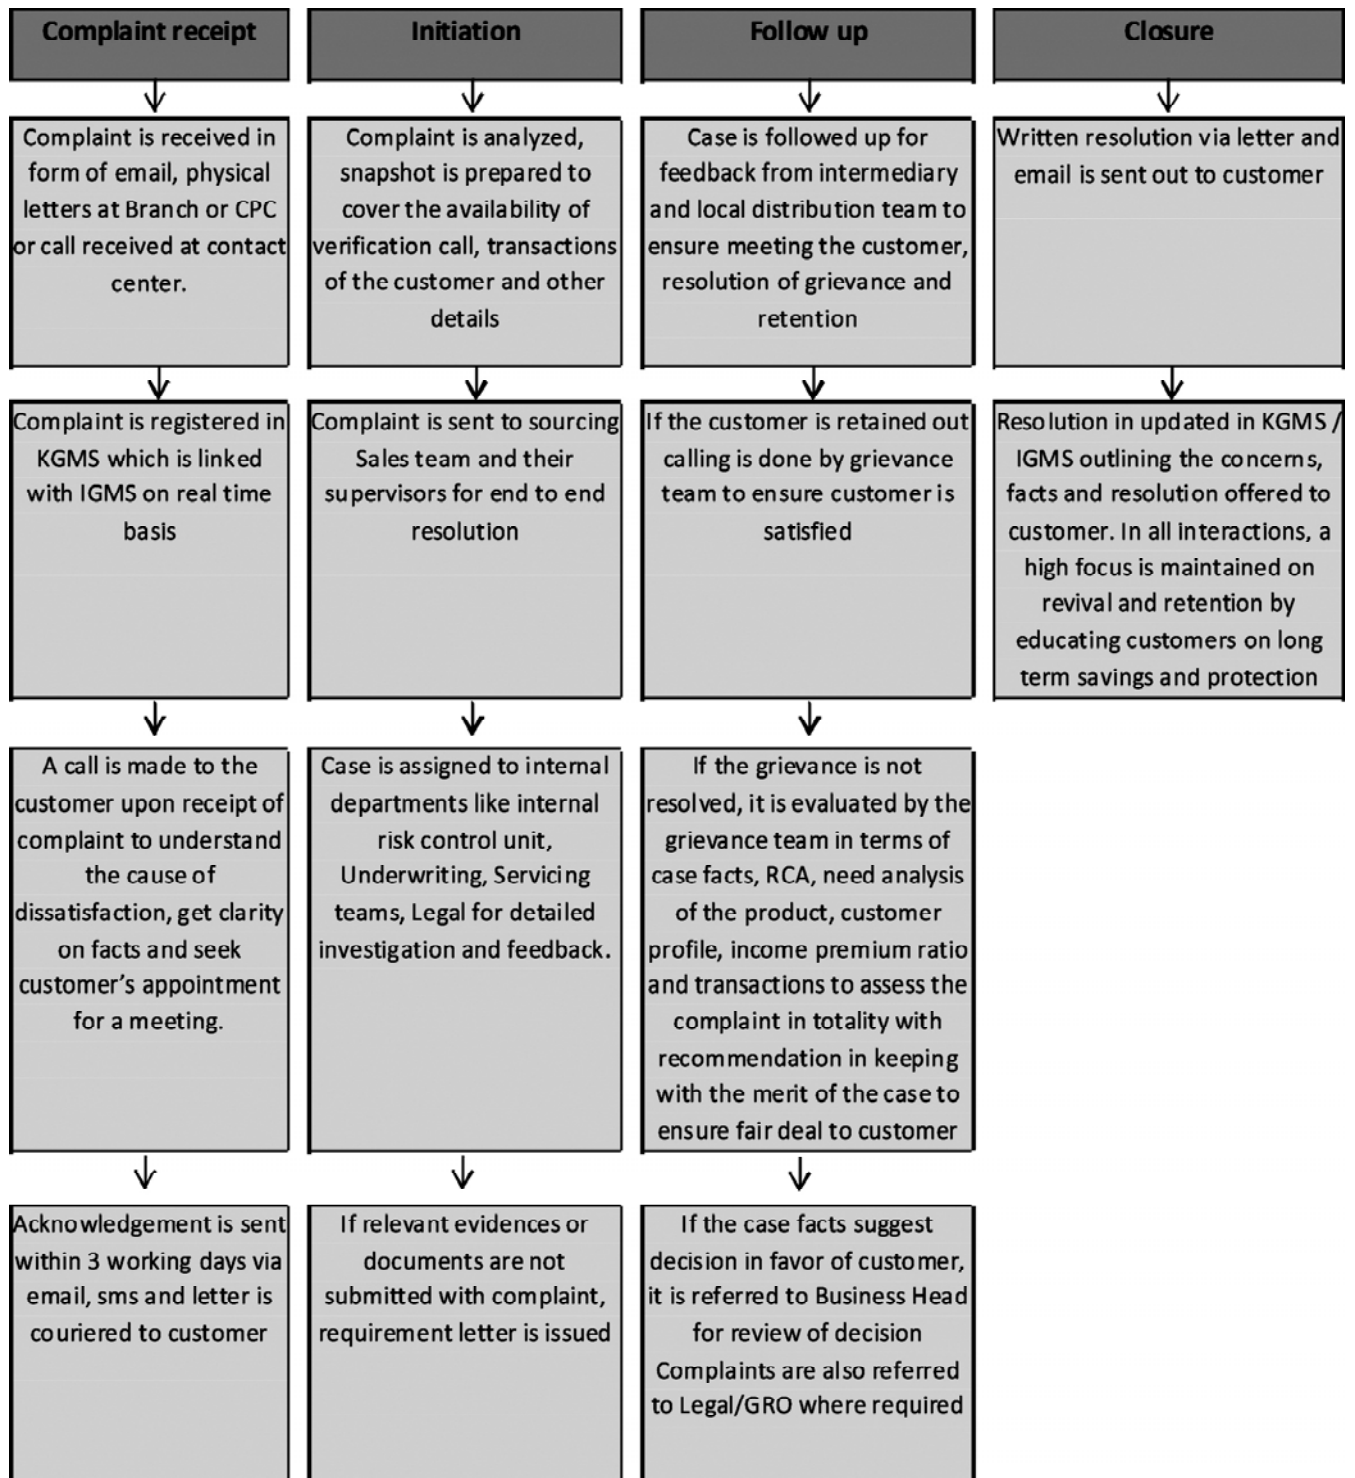 Complaint receipt
Complaint is received in
form of email, physical
letters at Branch or CPC
or call received at contact
center.
Complaint is registered in
KGMS which is linked
with IGMS on real time
basis
A call is made to the
customer upon receipt of
complaint to understand
the cause of
dissatisfaction, get clarity
on facts and seek
customer's appointment
for a meeting.
Acknowledgement is sent
within 3 working days via
email, sms and letter is
couriered to customer
Initiation
Complaint is analyzed,
snapshot is prepared to
cover the availability of
verification call, transactions
of the customer and other
details
Complaint is sent to sourcing
Sales team and their
supervisors for end to end
resolution
Case is assigned to internal
departments like internal
risk control unit,
Underwriting, Servicing
teams, Legal for detailed
investigation and feedback.
If relevant evidences or
documents are not
submitted with complaint,
requirement letter is issued
Follow up
Case is followed up for
feedback from intermediary
and local distribution team to
ensure meeting the customer,
resolution of grievance and
retention
If the customer is retained out
calling is done by grievance
team to ensure customer is
satisfied
If the grievance is not
resolved, it is evaluated by the
grievance team in terms of
case facts, RCA, need analysis
of the product, customer
profile, income premium ratio
and transactions to assess the
complaint in totality with
recommendation in keeping
with the merit of the case to
ensure fair deal to customer
If the case facts suggest
decision in favor of customer,
it is referred to Business Head
for review of decision
Complaints are also referred
to Legal/GRO where required
Closure
Written resolution via letter and
email is sent out to customer
Resolution in updated in KGMS /
IGMS outlining the concerns,
facts and resolution offered to
customer. In all interactions, a
high focus is maintained on
revival and retention by
educating customers on long
term savings and protection